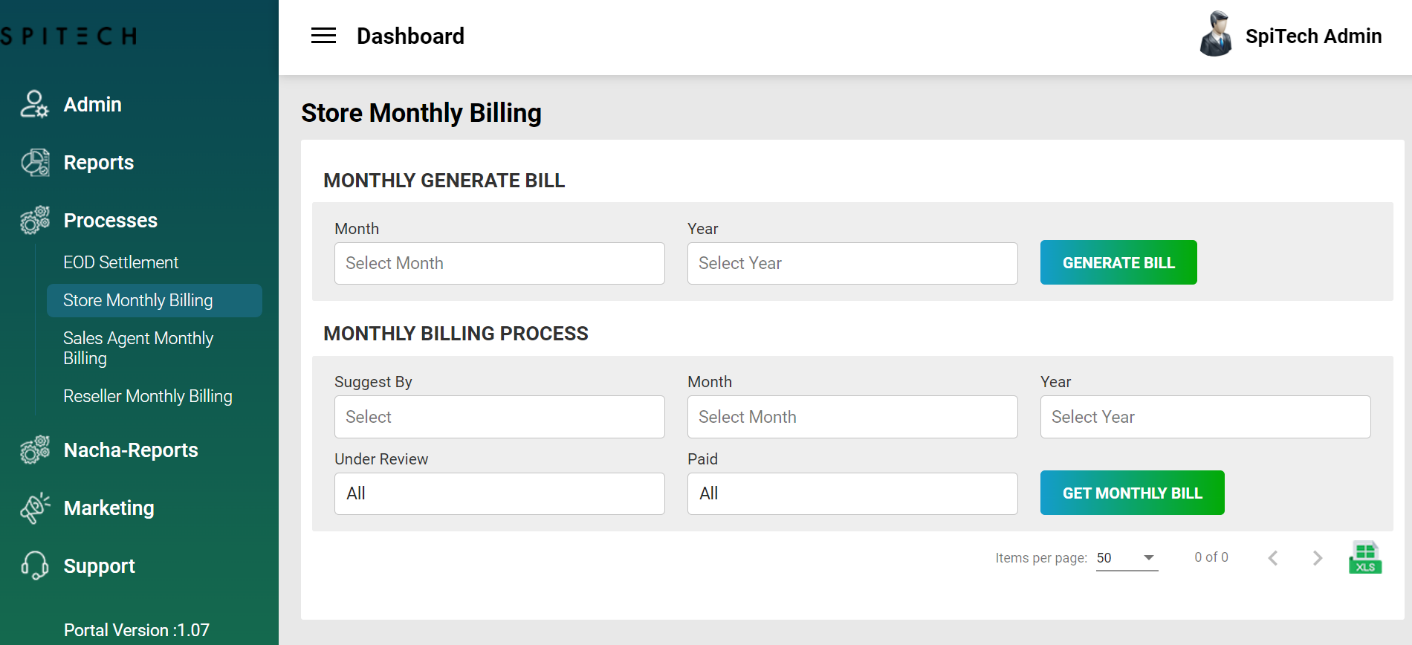 SPITECH
Dashboard
SpiTech Admin
Admin
Reports
Processes
EOD Settlement
Store Monthly Billing
Sales Agent Monthly
Billing
Reseller Monthly Billing
Nacha-Reports
Marketing
Support
Portal Version :1.07
Store Monthly Billing
MONTHLY GENERATE BILL
Month
Year
Select Month
Select Year
GENERATE BILL
MONTHLY BILLING PROCESS
Suggest By
Month
Year
Select
Select Month
Select Year
Under Review
Paid
All
All
GET MONTHLY BILL
Items per page: 50
0 of 0
XLS